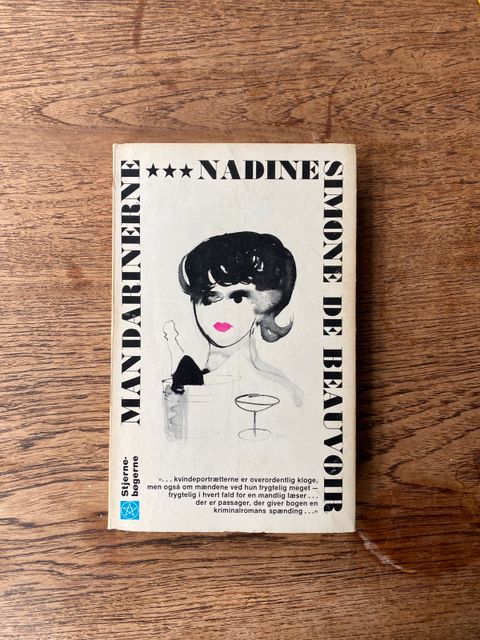 MANDARINERNE
★★★NADINE
SIMONE DE BEAUVOIR
Stjerne-
bøgerne
»... kvindeportrætterne er overordentlig kloge,
men også om mændene ved hun frygtelig meget —
frygtelig i hvert fald for en mandlig læser ...
der er passager, der giver bogen en
kriminalromans spænding ...«